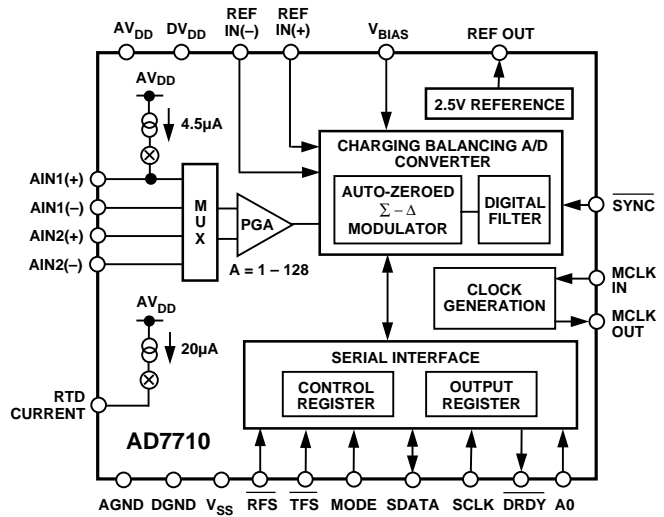 AVDD DVDD REF IN(–) REF IN(+) VBIAS REF OUT
AVDD
4.5µA
2.5V REFERENCE
CHARGING BALANCING A/D
CONVERTER
AUTO-ZEROED
Σ – Δ
MODULATOR
DIGITAL
FILTER
AIN1(+)
AIN1(–)
AIN2(+)
AIN2(–)
MUX
PGA
A = 1 – 128
SYNC
MCLK
IN
CLOCK
GENERATION
MCLK
OUT
AVDD
20µA
RTD
CURRENT
SERIAL INTERFACE
CONTROL
REGISTER
OUTPUT
REGISTER
AD7710
AGND DGND VSS RFS TFS MODE SDATA SCLK DRDY A0